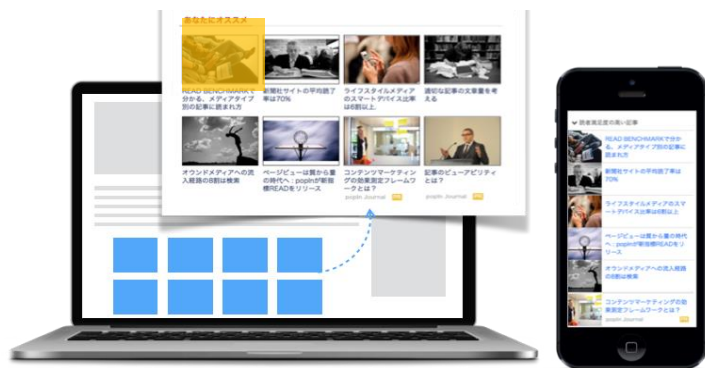 あなたにオススメ
READ BENCHMARKで
分かる、メディアタイプ
別の記事に読まれ方
新聞社サイトの平均読了
率は70%
ライフスタイルメディア
のスマートデバイス比率
は6割以上
適切な記事の文章量を考
える
オウンドメディアへの流
入経路の8割は検索
ページビューは質から量
の時代へ：popInが新指
標READをリリース
コンテンツマーケティン
グの効果測定フレームワ
ークとは？
popIn Journal
記事のビューアビリティ
とは？
popIn Journal
読者満足度の高い記事
READ BENCHMARKで分か
る、メディアタイプ別の記事に
読まれ方
新聞社サイトの平均読了率は
70%
ライフスタイルメディアのスマ
ートデバイス比率は6割以上
ページビューは質から量の時代
へ：popInが新指標READをリ
リース
オウンドメディアへの流入経路
の8割は検索
コンテンツマーケティングの効
果測定フレームワークとは？
popIn Journal